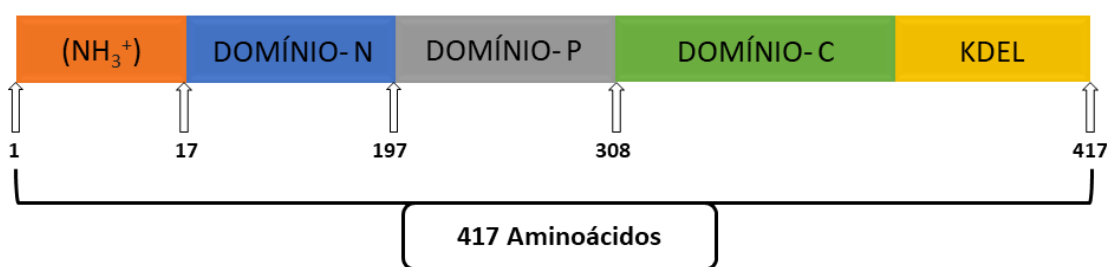 (NH₃⁺) DOMÍNIO- N DOMÍNIO- P DOMÍNIO- C KDEL
1 17 197 308 417
417 Aminoácidos